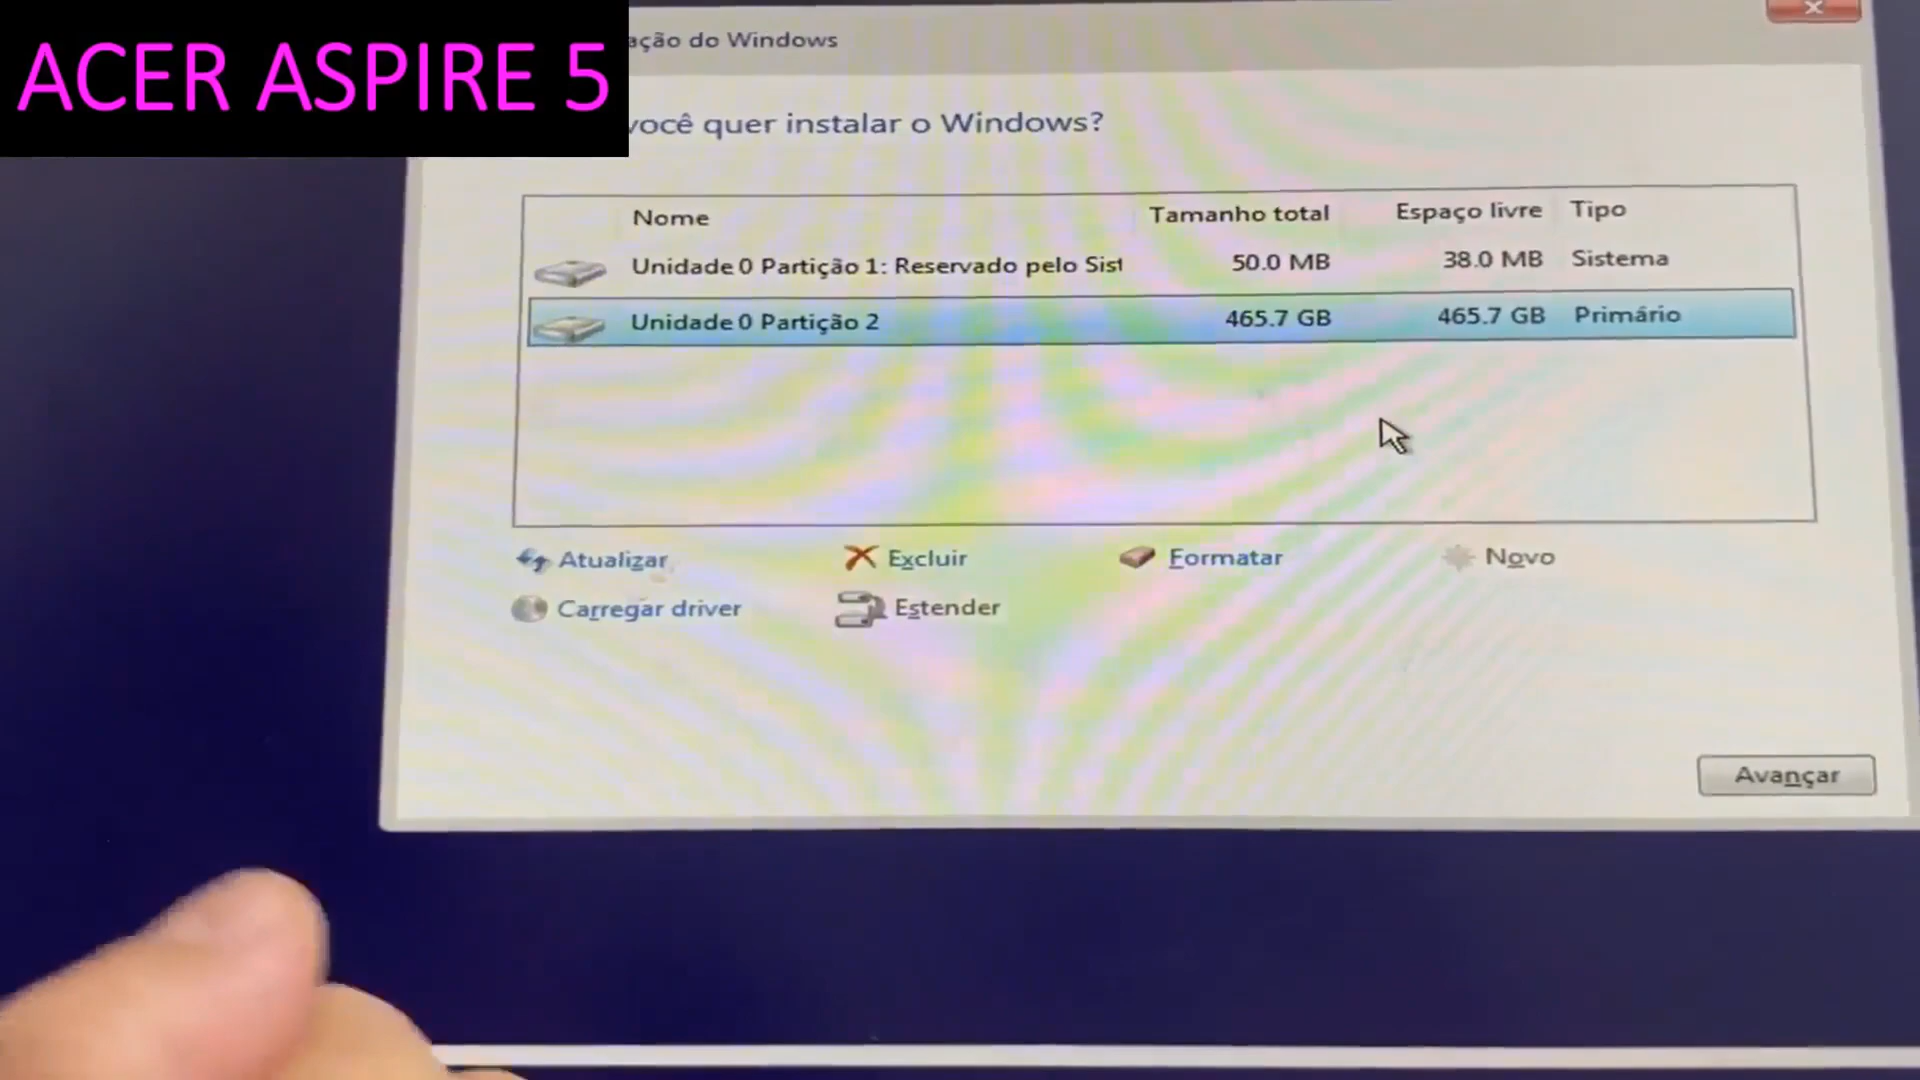 ACER ASPIRE 5
ação do Windows
você quer instalar o Windows?
Nome Tamanho total Espaço livre Tipo
Unidade 0 Partição 1: Reservado pelo Sist 50.0 MB 38.0 MB Sistema
Unidade 0 Partição 2 465.7 GB 465.7 GB Primário
Atualizar Excluir Formatar Novo
Carregar driver Estender
Avançar